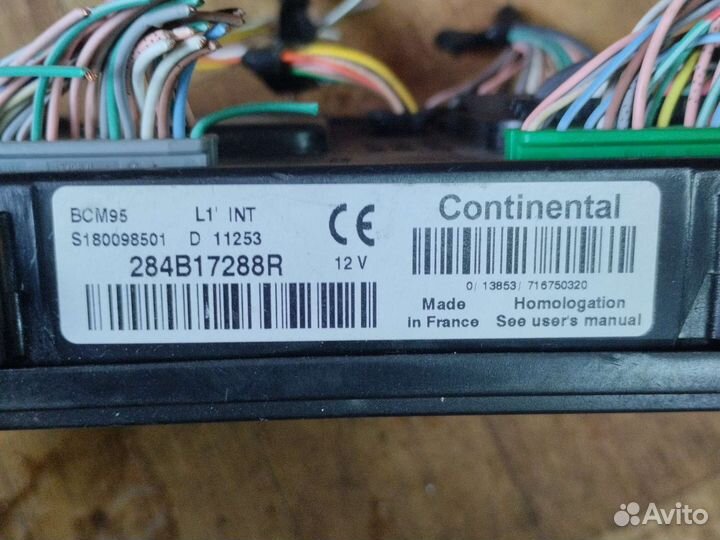 BCM95 L1' INT
S180098501 D 11253
284B17288R
12 V
Continental
0/ 13853/ 716750320
Made in France
Homologation
See user's manual
Avito